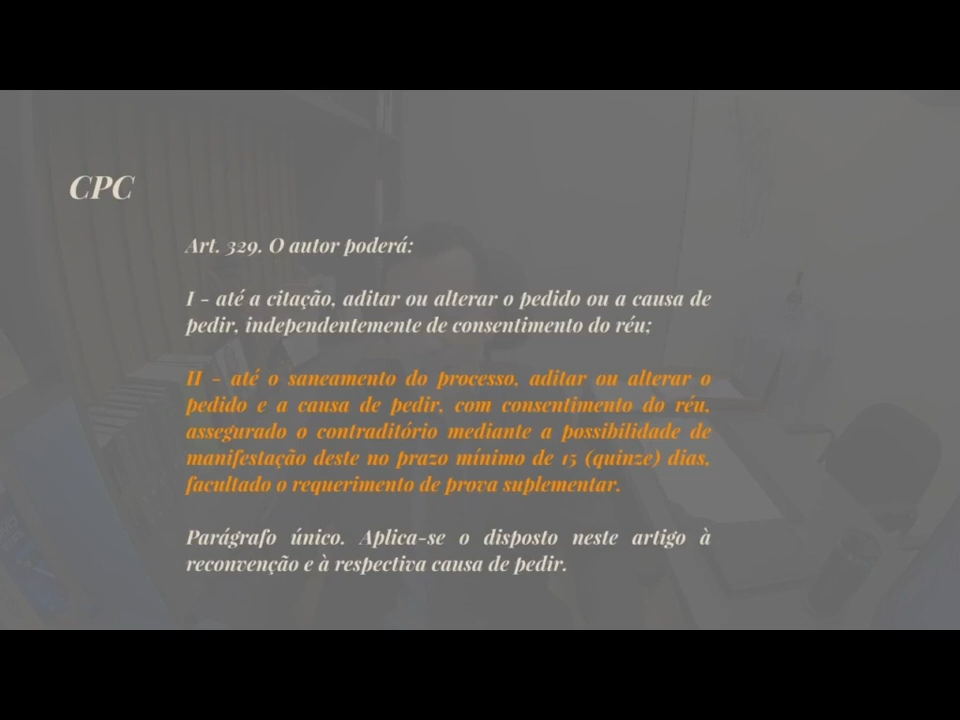 CPC
Art. 329. O autor poderá:
I - até a citação, aditar ou alterar o pedido ou a causa de
pedir, independentemente de consentimento do réu;
II - até o saneamento do processo, aditar ou alterar o
pedido e a causa de pedir, com consentimento do réu,
assegurado o contraditório mediante a possibilidade de
manifestação deste no prazo mínimo de 15 (quinze) dias,
facultado o requerimento de prova suplementar.
Parágrafo único. Aplica-se o disposto neste artigo à
reconvenção e à respectiva causa de pedir.